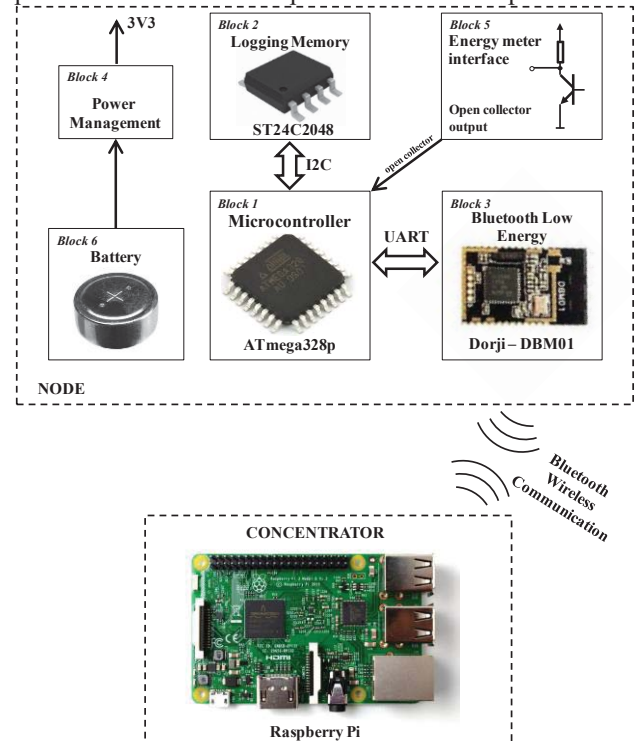 3V3
Block 4
Power
Management
Block 2
Logging Memory
ST24C2048
I2C
Block 5
Energy meter
interface
Open collector
output
open collector
Block 6
Battery
Block 1
Microcontroller
ATmega328p
UART
Block 3
Bluetooth Low
Energy
DBM01
Dorji – DBM01
NODE
Bluetooth
Wireless
Communication
CONCENTRATOR
HDMI
Raspberry Pi